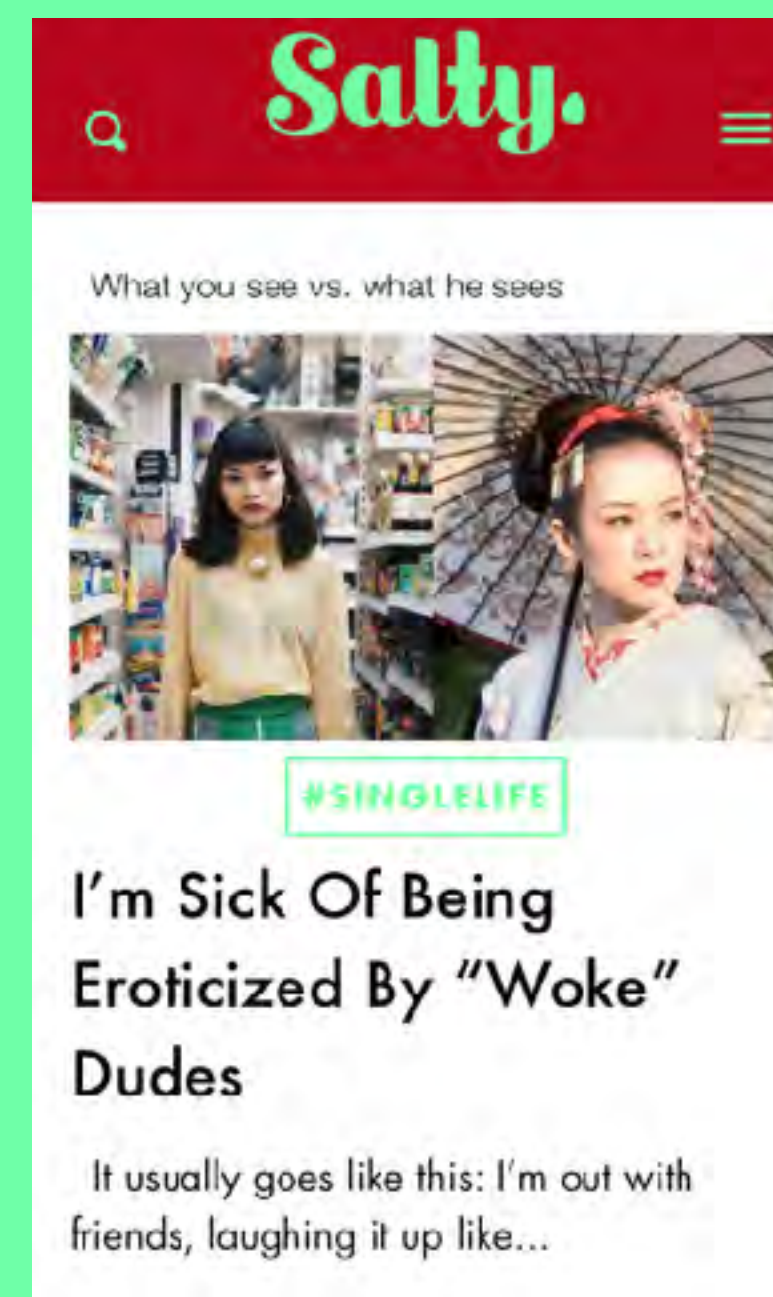 Salty.
What you see vs. what he sees
#SINGLELIFE
I’m Sick Of Being
Eroticized By “Woke”
Dudes
It usually goes like this: I’m out with
friends, laughing it up like...